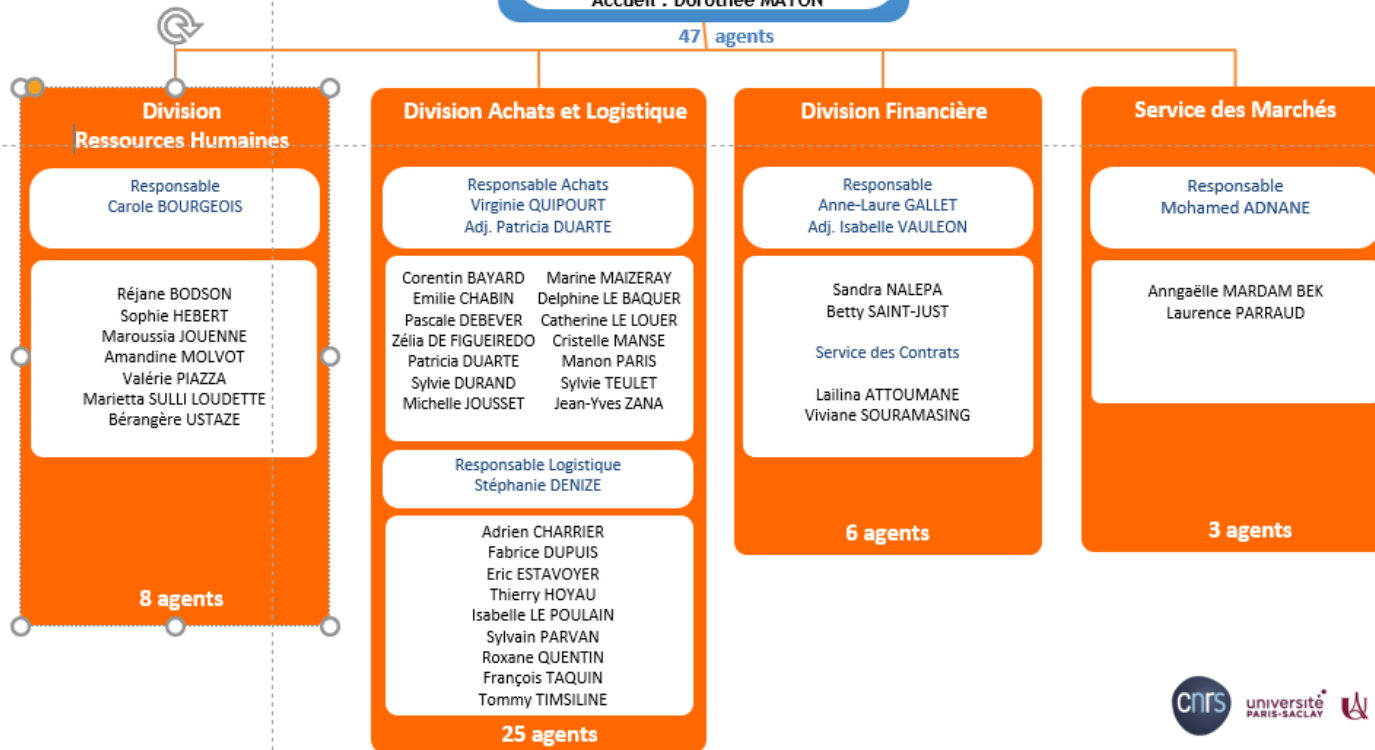 Accueil : Dorothée MATON
47 agents
Division
Ressources Humaines
Responsable
Carole BOURGEOIS
Réjane BODSON
Sophie HEBERT
Maroussia JOUENNE
Amandine MOLVOT
Valérie PIAZZA
Marietta SULLI LOUDETTE
Bérangère USTAZE
8 agents
Division Achats et Logistique
Responsable Achats
Virginie QUIPOURT
Adj. Patricia DUARTE
Corentin BAYARD Marine MAIZERAY
Emilie CHABIN Delphine LE BAQUER
Pascale DEBEVER Catherine LE LOUER
Zélia DE FIGUEIREDO Cristelle MANSE
Patricia DUARTE Manon PARIS
Sylvie DURAND Sylvie TEULET
Michelle JOUSSET Jean-Yves ZANA
Responsable Logistique
Stéphanie DENIZE
Adrien CHARRIER
Fabrice DUPUIS
Eric ESTAVOYER
Thierry HOYAU
Isabelle LE POULAIN
Sylvain PARVAN
Roxane QUENTIN
François TAQUIN
Tommy TIMSILINE
25 agents
Division Financière
Responsable
Anne-Laure GALLET
Adj. Isabelle VAULEON
Sandra NALEPA
Betty SAINT-JUST
Service des Contrats
Lailina ATTOUMANE
Viviane SOURAMASING
6 agents
Service des Marchés
Responsable
Mohamed ADNANE
Anngaëlle MARDAM BEK
Laurence PARRAUD
3 agents
cnrs
université
PARIS-SACLAY